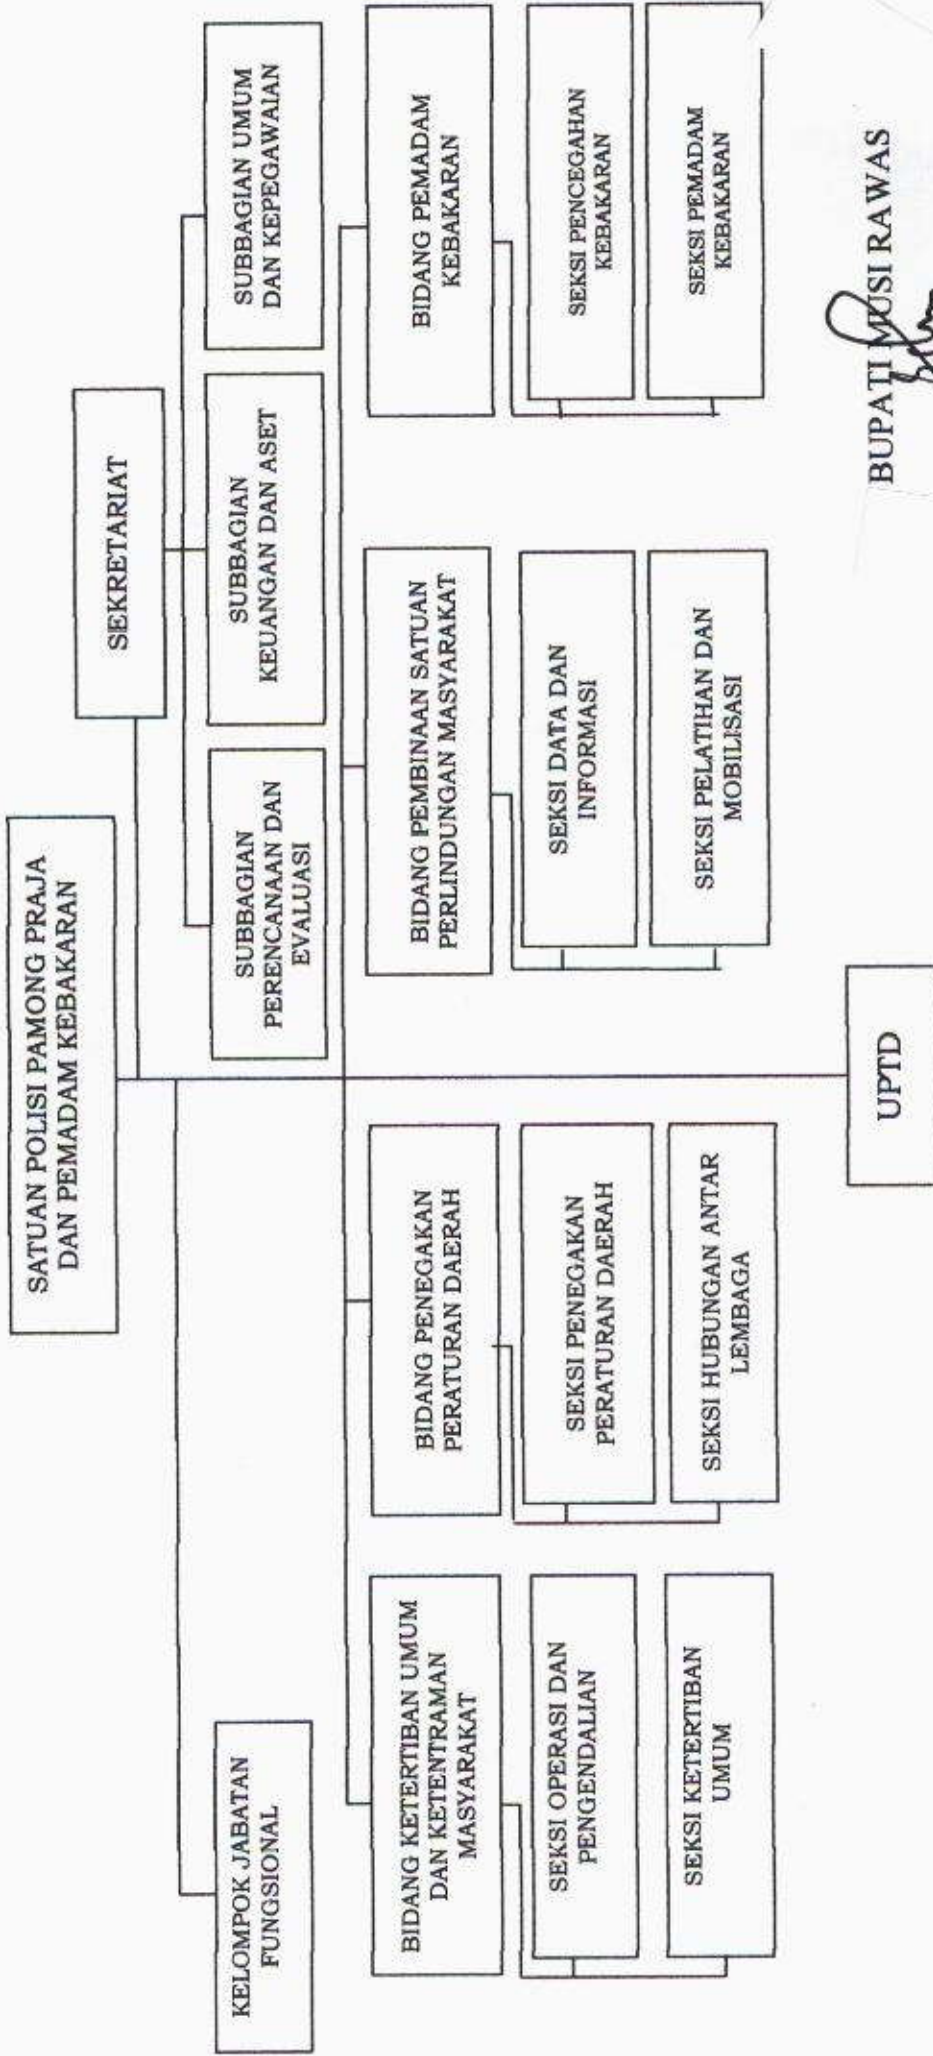 SATUAN POLISI PAMONG PRAJA
DAN PEMADAM KEBAKARAN
SEKRETARIAT
KELOMPOK JABATAN
FUNGSIONAL
SUBBAGIAN
PERENCANAAN DAN
EVALUASI
SUBBAGIAN
KEUANGAN DAN ASET
SUBBAGIAN UMUM
DAN KEPEGAWAIAN
BIDANG KETERTIBAN UMUM
DAN KETENTRAMAN
MASYARAKAT
BIDANG PENEGAKAN
PERATURAN DAERAH
BIDANG PEMBINAAN SATUAN
PERLINDUNGAN MASYARAKAT
BIDANG PEMADAM
KEBAKARAN
SEKSI OPERASI DAN
PENGENDALIAN
SEKSI PENEGAKAN
PERATURAN DAERAH
SEKSI DATA DAN
INFORMASI
SEKSI PENCEGAHAN
KEBAKARAN
SEKSI KETERTIBAN
UMUM
SEKSI HUBUNGAN ANTAR
LEMBAGA
SEKSI PELATIHAN DAN
MOBILISASI
SEKSI PEMADAM
KEBAKARAN
UPTD
BUPATI MUSI RAWAS